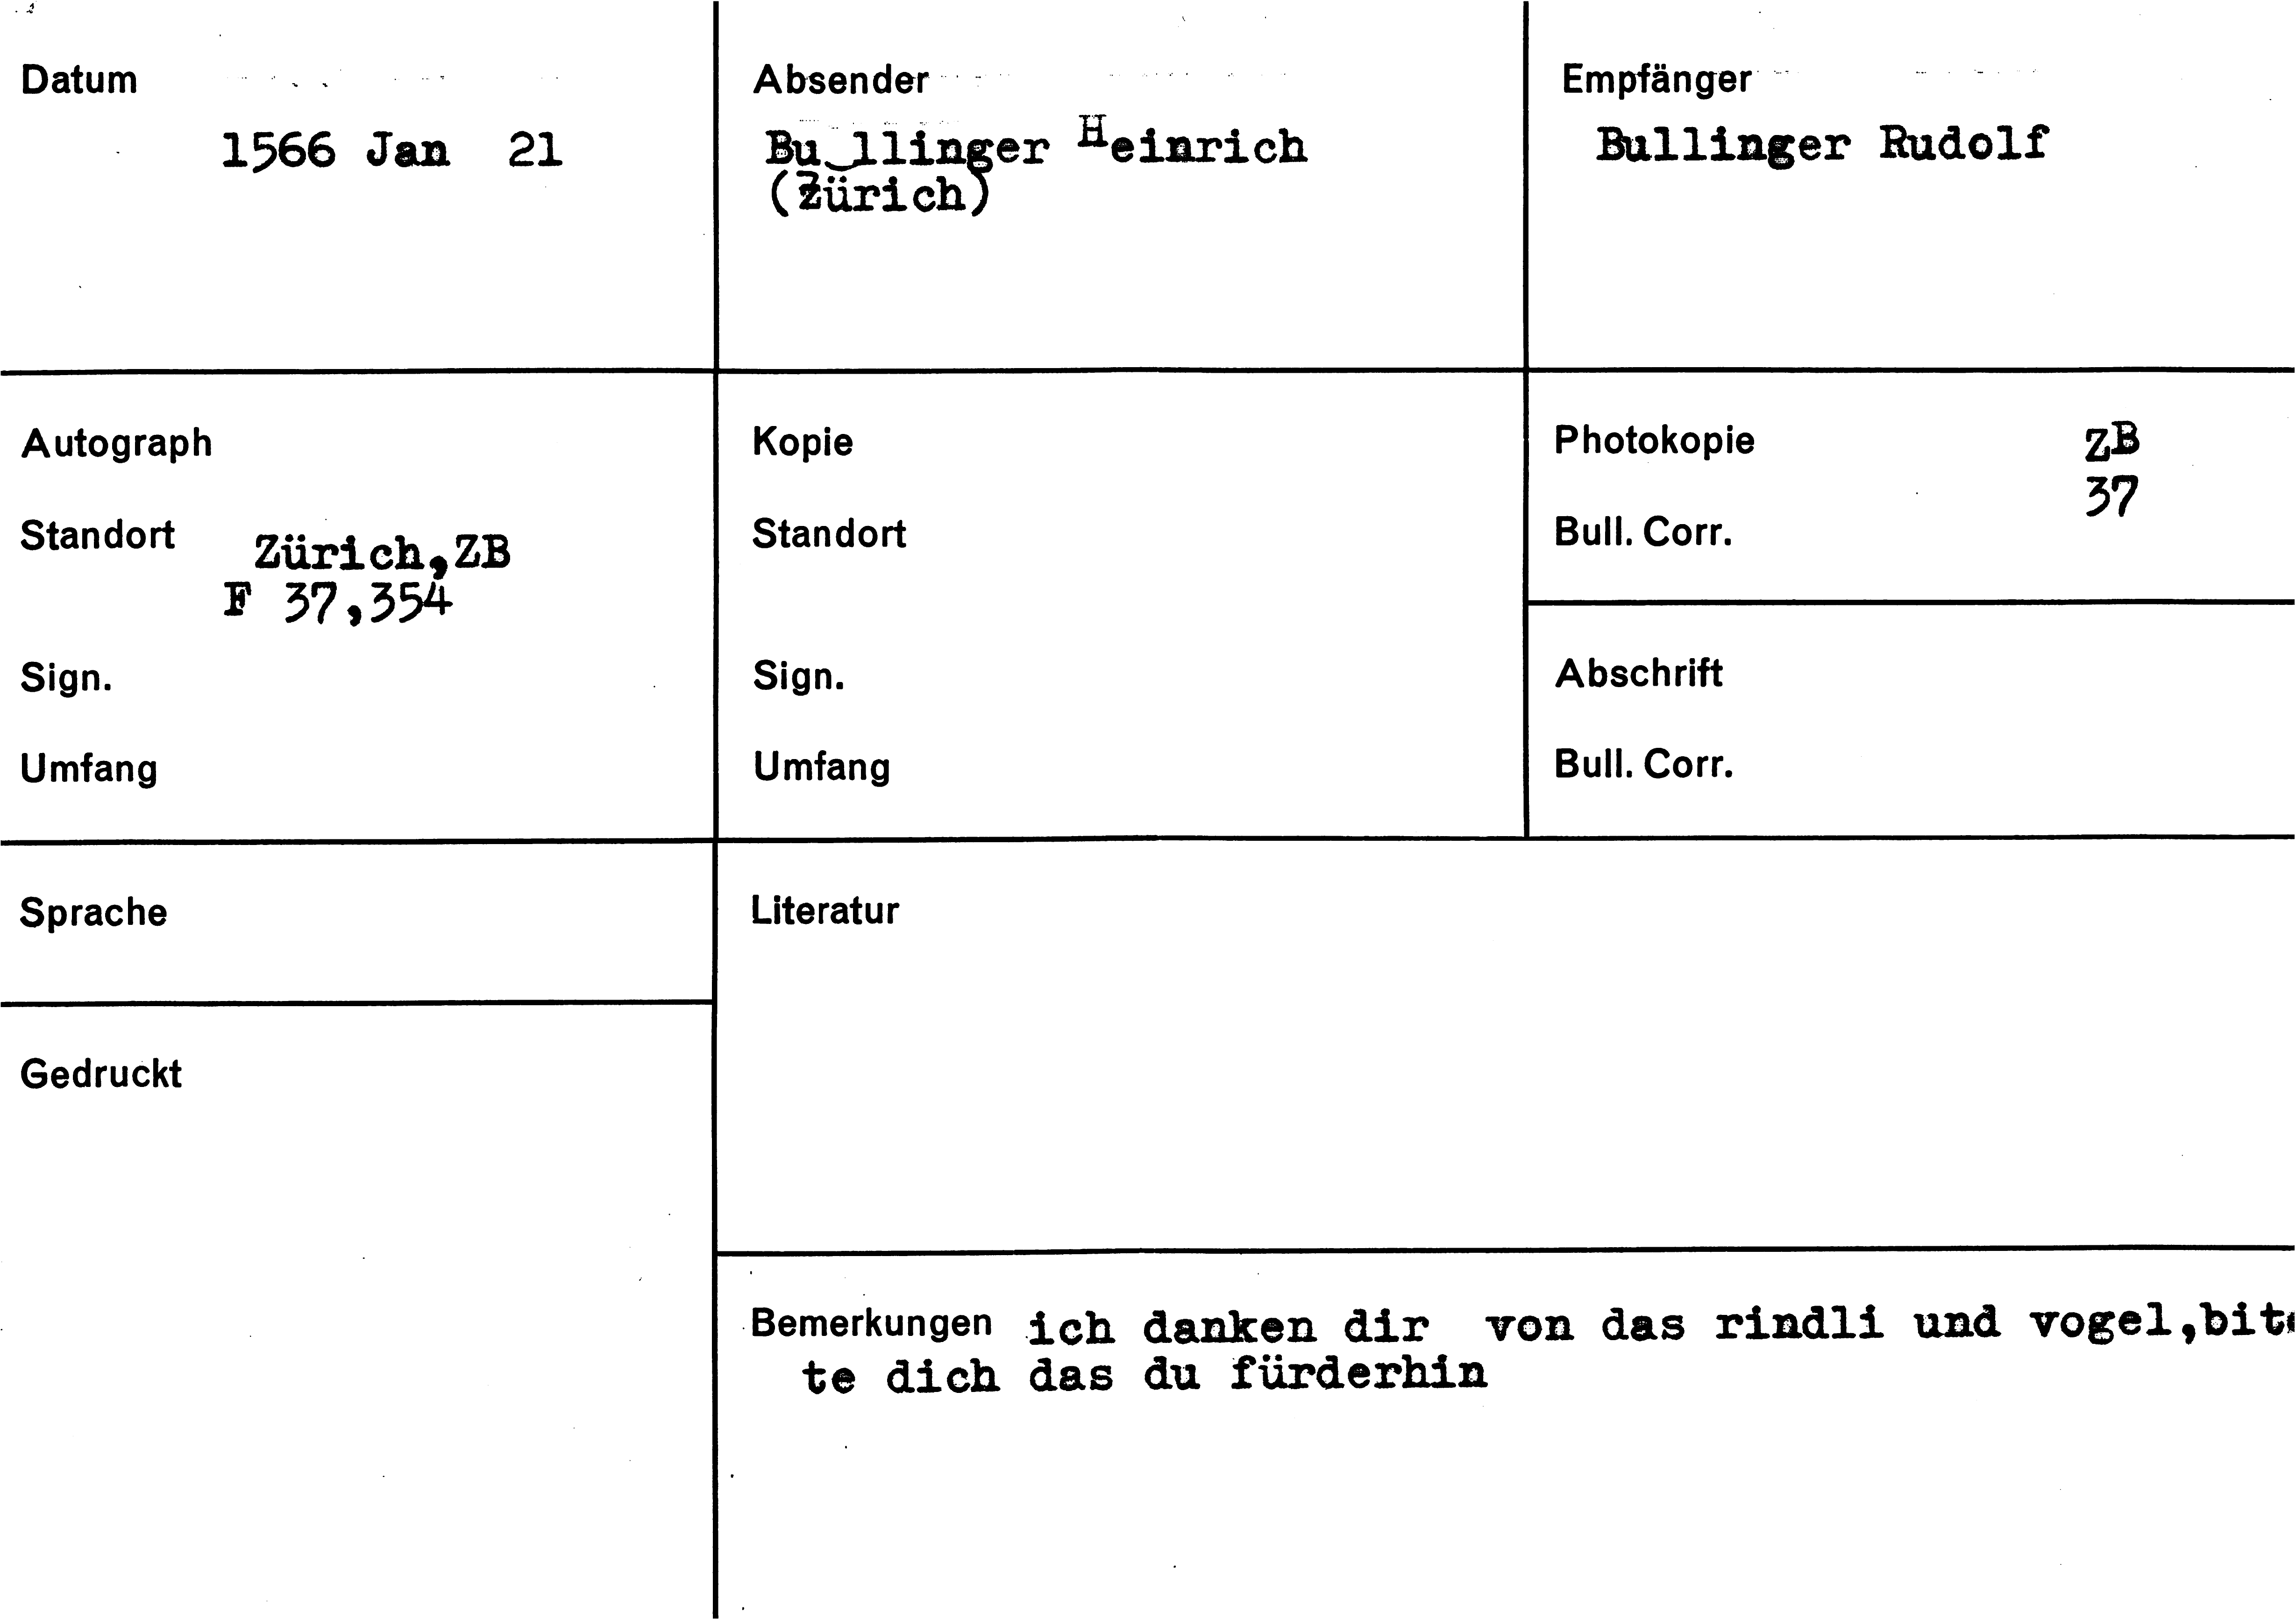 Datum
1566 Jan 21
Absender
Bullinger Heinrich
(Zürich)
Empfänger
Bullinger Rudolf
Autograph
Standort Zürich,ZB
F 37,354
Sign.
Umfang
Kopie
Standort
Sign.
Umfang
Photokopie ZB
37
Bull. Corr.
Abschrift
Bull. Corr.
Sprache
Gedruckt
Literatur
Bemerkungen ich danken dir von das rindli und vogel,bit
te dich das du fürderhin